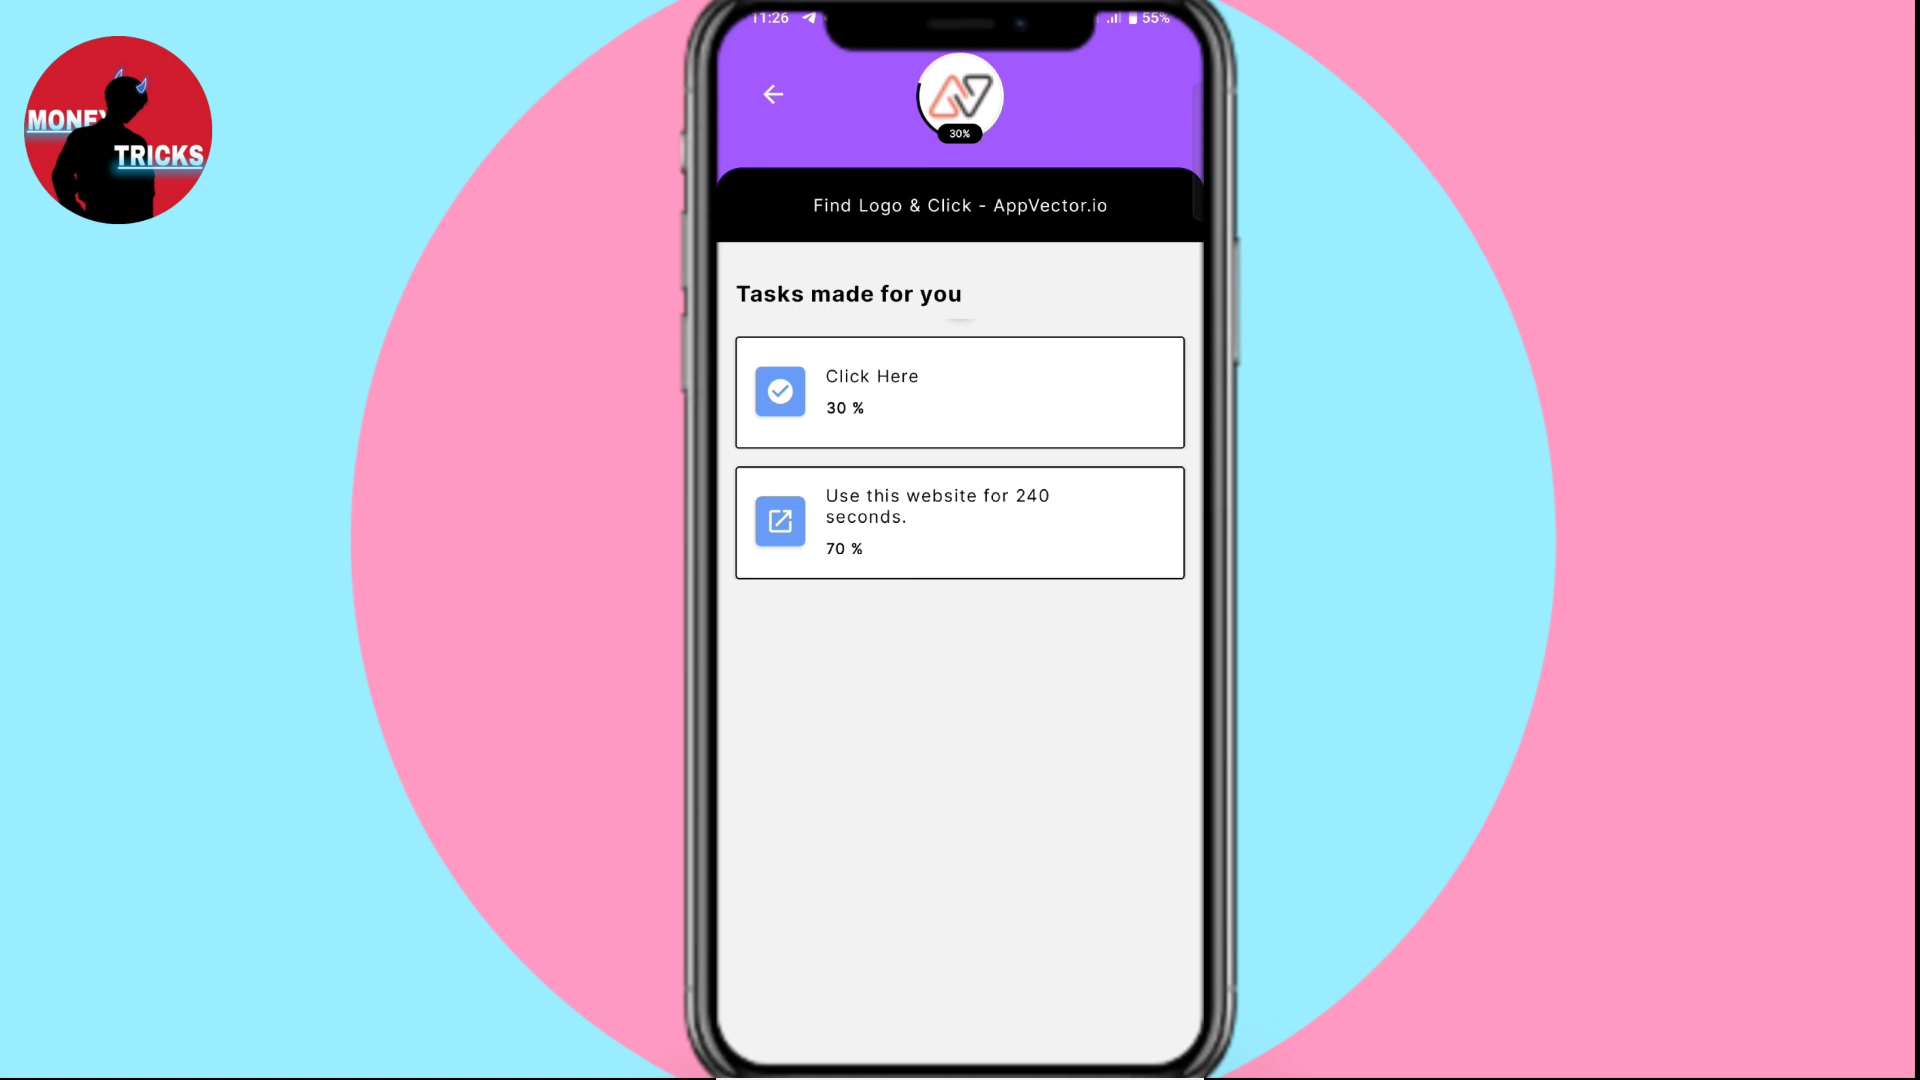 MONEY
TRICKS
11:26
55%
30%
Find Logo & Click - AppVector.io
Tasks made for you
Click Here
30 %
Use this website for 240
seconds.
70 %